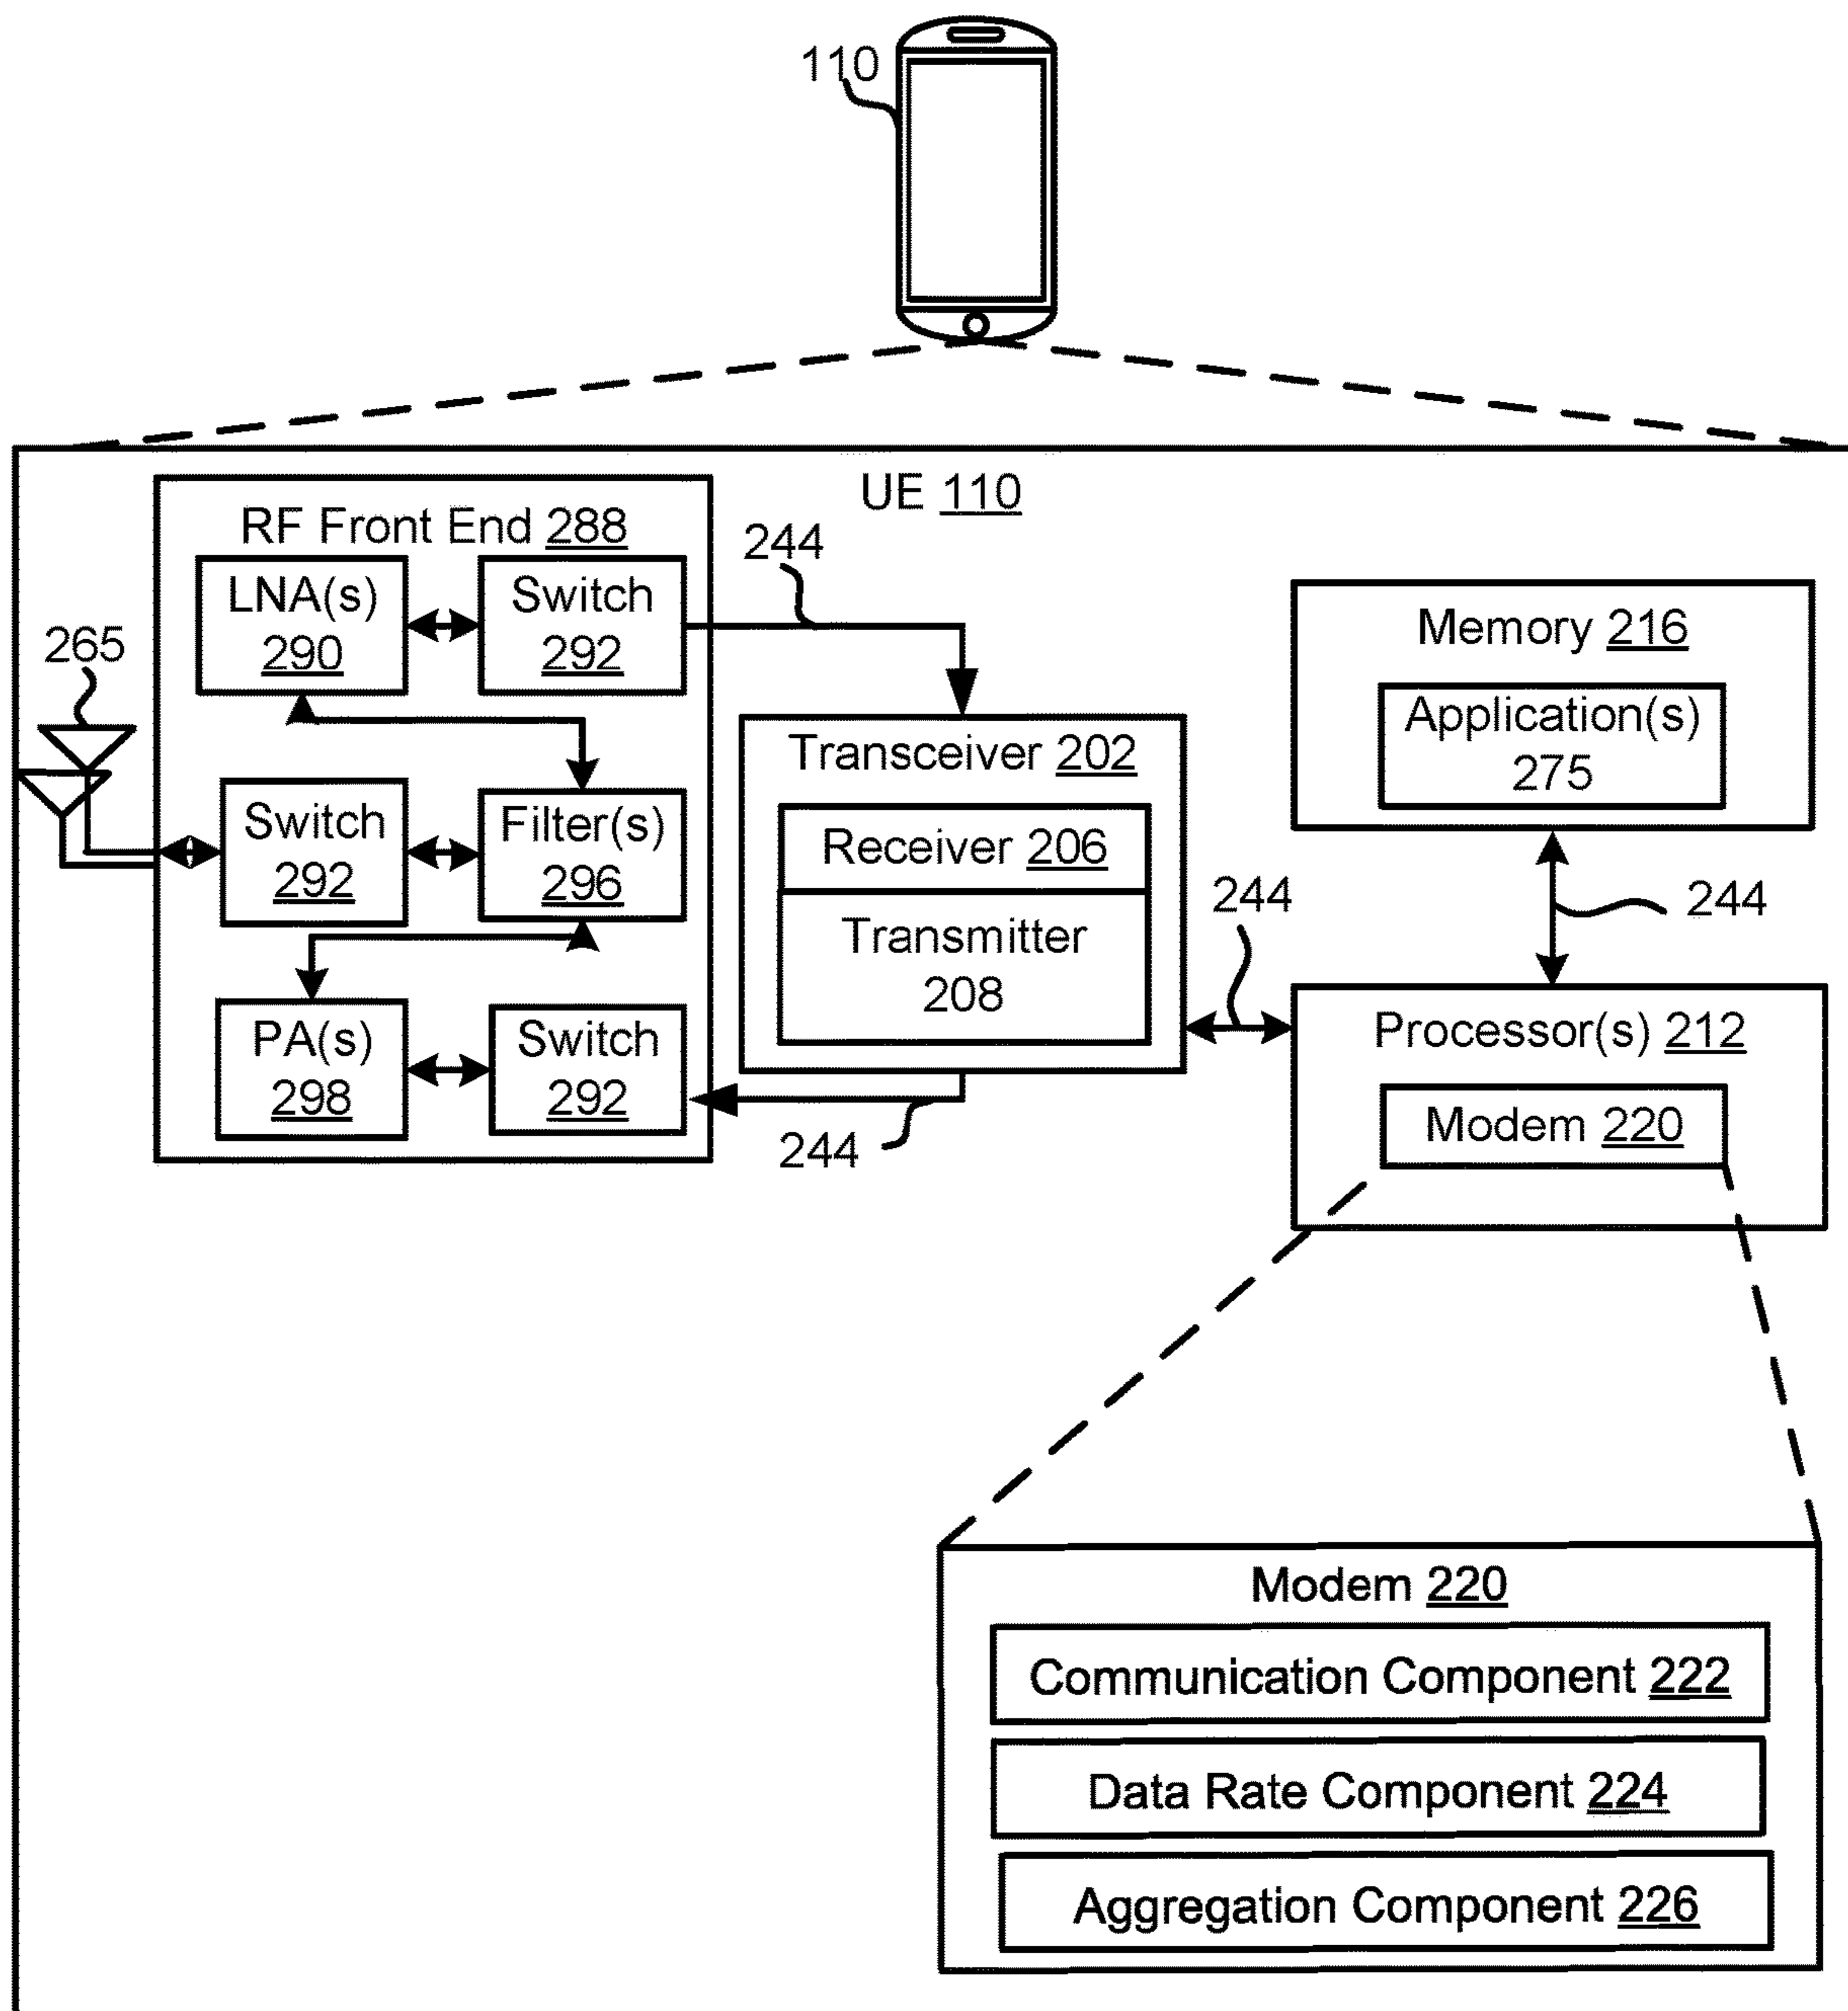 110
UE 110
RF Front End 288
LNA(s)
290
Switch
292
244
265
Switch
292
Filter(s)
296
PA(s)
298
Switch
292
244
Transceiver 202
Receiver 206
Transmitter
208
244
Memory 216
Application(s)
275
244
Processor(s) 212
Modem 220
Modem 220
Communication Component 222
Data Rate Component 224
Aggregation Component 226